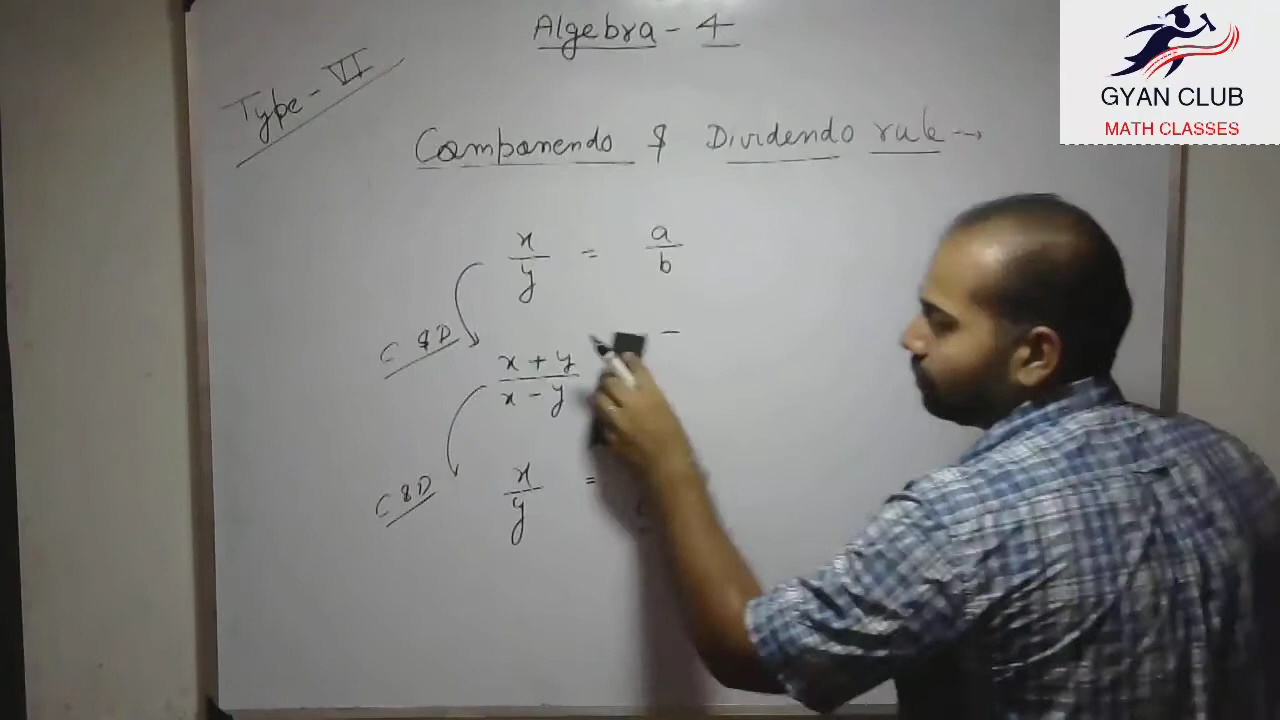 Algebra - 4
GYAN CLUB
MATH CLASSES
Type - VI
Componendo & Dividendo rule →
x/y = a/b
C & D
x + y / x - y
C & D
x/y =